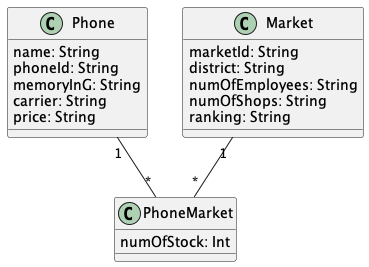 C Phone
name: String
phoneId: String
memoryInG: String
carrier: String
price: String
C Market
marketId: String
district: String
numOfEmployees: String
numOfShops: String
ranking: String
1
*
1
*
C PhoneMarket
numOfStock: Int